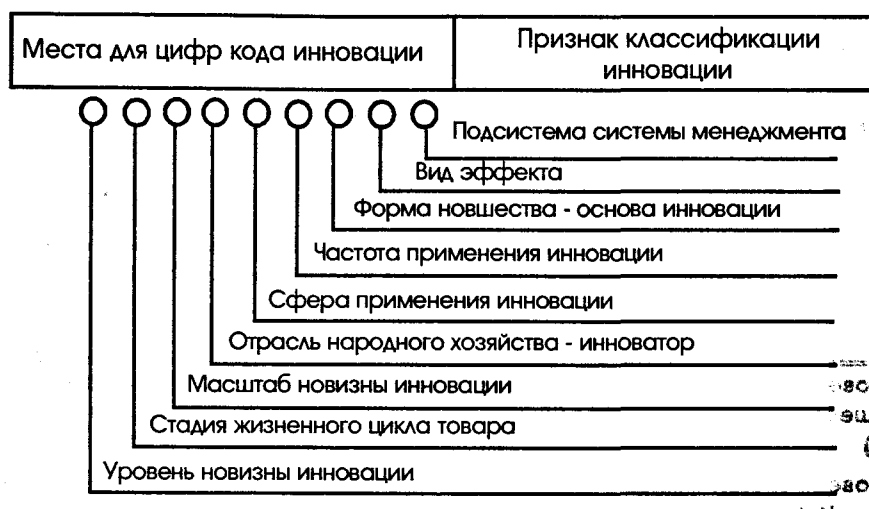 Места для цифр кода инновации
Признак классификации
инновации
Подсистема системы менеджмента
Вид эффекта
Форма новшества - основа инновации
Частота применения инновации
Сфера применения инновации
Отрасль народного хозяйства - инноватор
Масштаб новизны инновации
Стадия жизненного цикла товара
Уровень новизны инновации